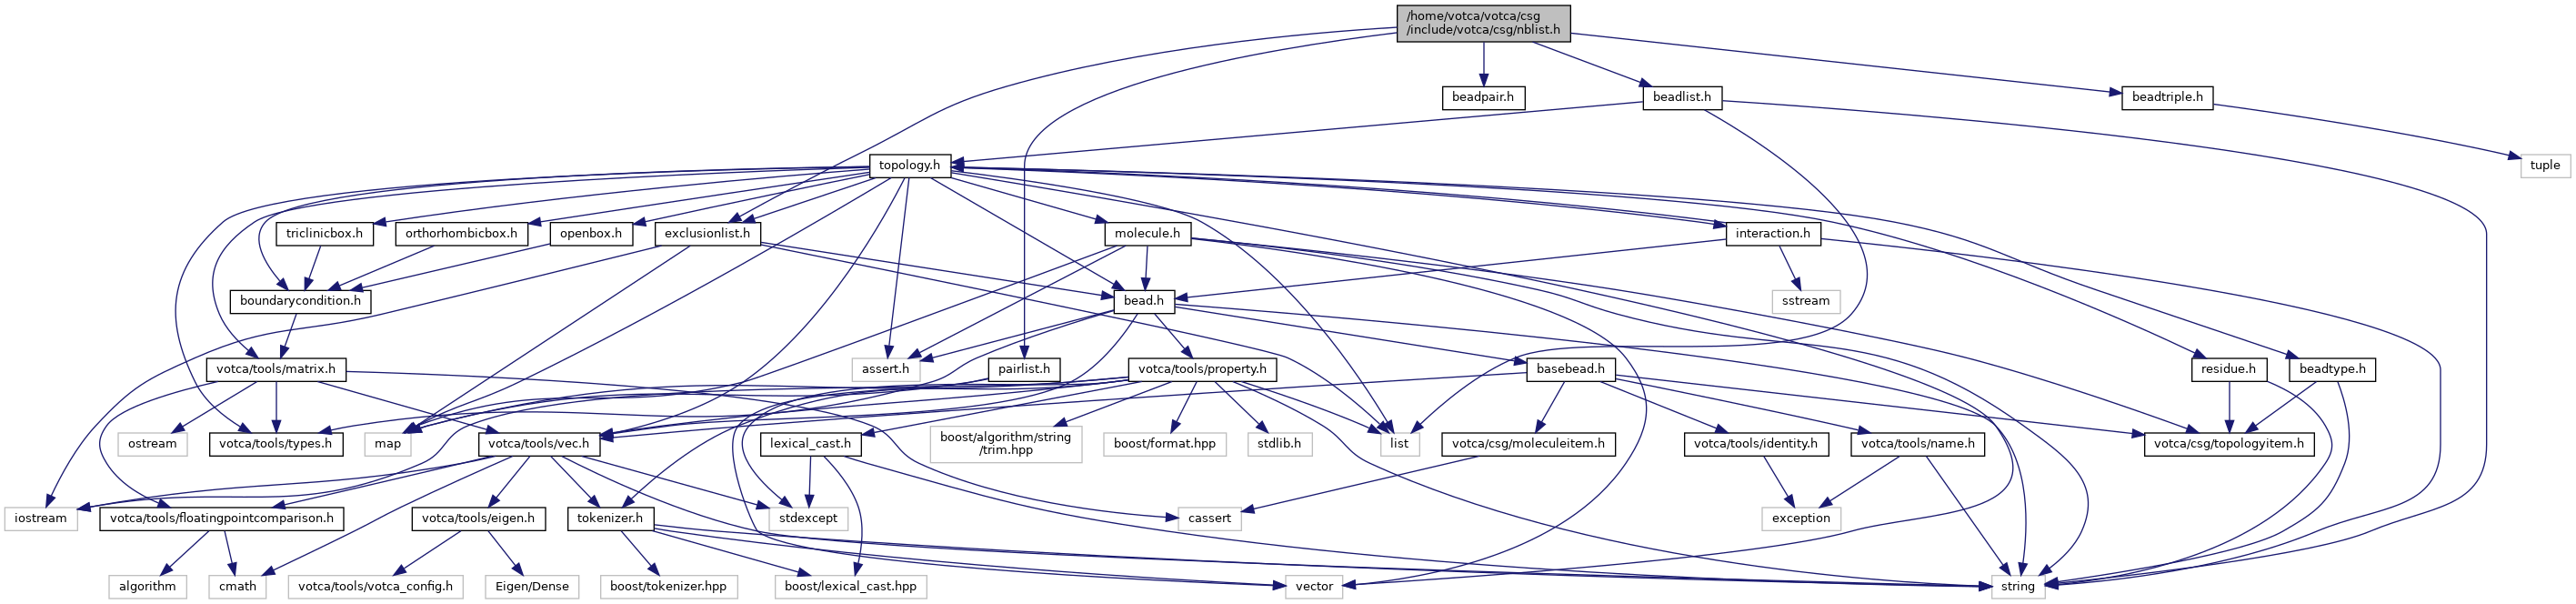 /home/votca/votca/csg
/include/votca/csg/nblist.h
beadpair.h
beadlist.h
beadtriple.h
topology.h
tuple
triclinicbox.h
orthorhombicbox.h
openbox.h
exclusionlist.h
molecule.h
interaction.h
boundarycondition.h
bead.h
sstream
votca/tools/matrix.h
assert.h
pairlist.h
votca/tools/property.h
basebead.h
residue.h
beadtype.h
ostream
votca/tools/types.h
map
votca/tools/vec.h
lexical_cast.h
boost/algorithm/string
/trim.hpp
boost/format.hpp
stdlib.h
list
votca/csg/moleculeitem.h
votca/tools/identity.h
votca/tools/name.h
votca/csg/topologyitem.h
iostream
votca/tools/floatingpointcomparison.h
votca/tools/eigen.h
tokenizer.h
stdexcept
cassert
exception
algorithm
cmath
votca/tools/votca_config.h
Eigen/Dense
boost/tokenizer.hpp
boost/lexical_cast.hpp
vector
string